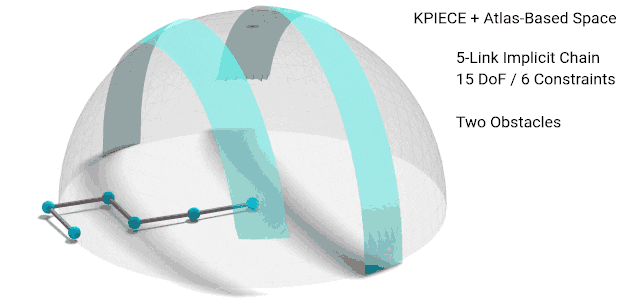 KPIECE + Atlas-Based Space
5-Link Implicit Chain
15 DoF / 6 Constraints
Two Obstacles